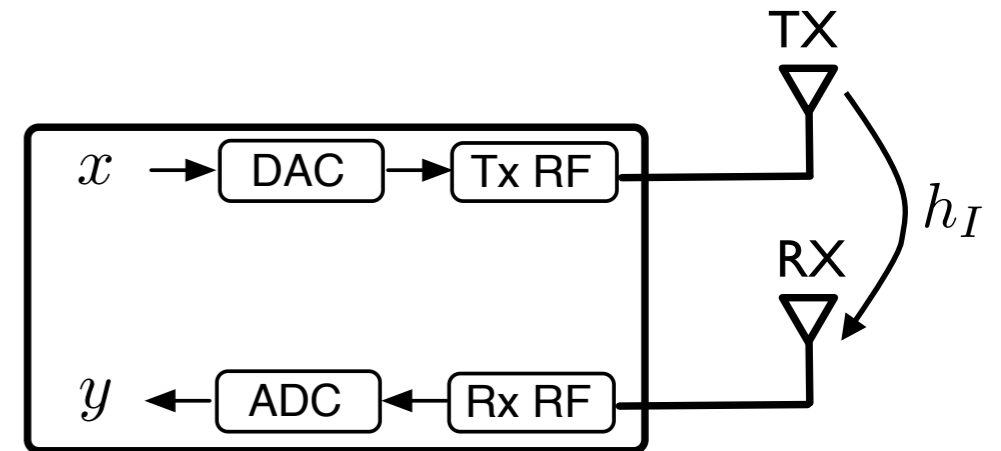 TX
x DAC Tx RF
h_I
RX
y ADC Rx RF